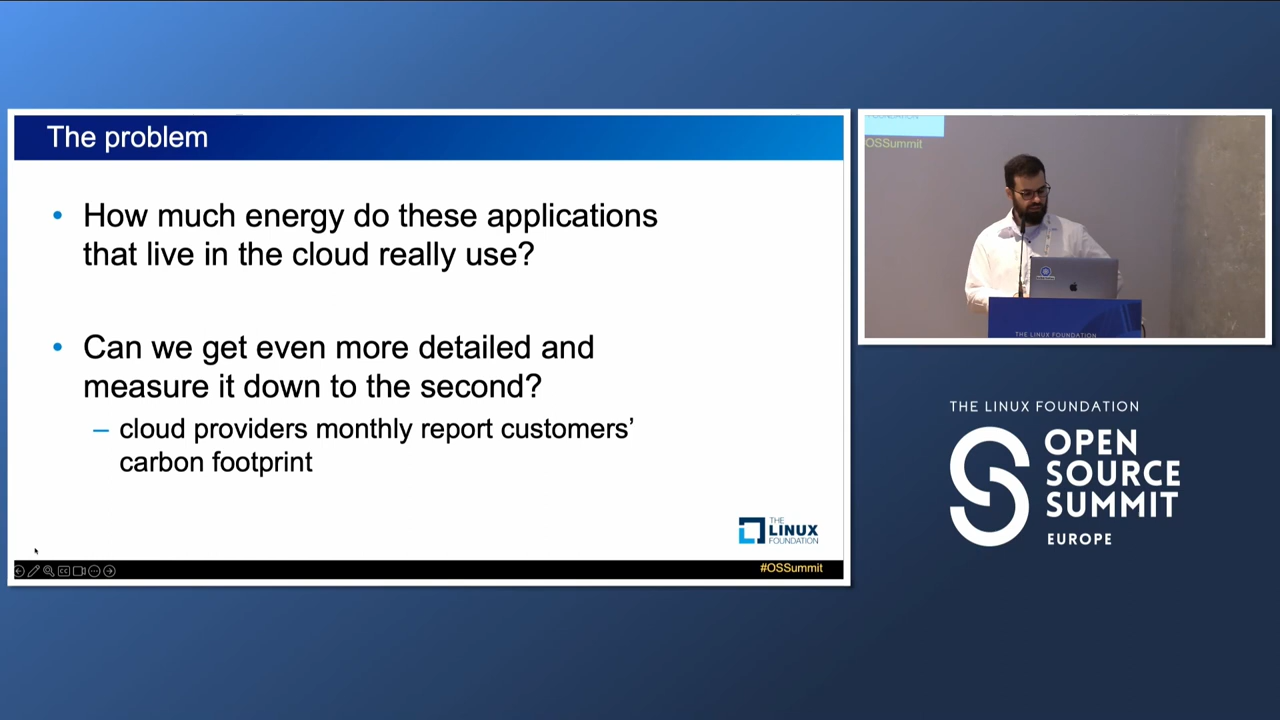 The problem
• How much energy do these applications
that live in the cloud really use?
• Can we get even more detailed and
measure it down to the second?
– cloud providers monthly report customers’
carbon footprint
THE
LINUX
FOUNDATION
#OSSummit
FOUNDATION
OSSummit
THE LINUX FOUNDATION
THE LINUX FOUNDATION
OPEN
SOURCE
SUMMIT
EUROPE